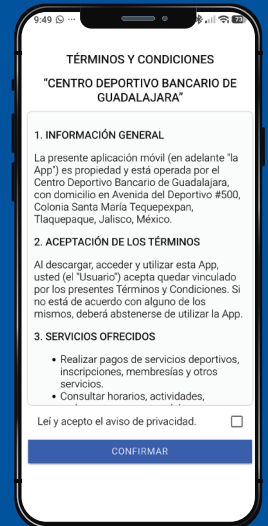 9:49
73
TÉRMINOS Y CONDICIONES
"CENTRO DEPORTIVO BANCARIO DE
GUADALAJARA"
1. INFORMACIÓN GENERAL
La presente aplicación móvil (en adelante "la
App") es propiedad y está operada por el
Centro Deportivo Bancario de Guadalajara,
con domicilio en Avenida del Deportivo #500,
Colonia Santa María Tequepexpan,
Tlaquepaque, Jalisco, México.
2. ACEPTACIÓN DE LOS TÉRMINOS
Al descargar, acceder y utilizar esta App,
usted (el "Usuario") acepta quedar vinculado
por los presentes Términos y Condiciones. Si
no está de acuerdo con alguno de los
mismos, deberá abstenerse de utilizar la App.
3. SERVICIOS OFRECIDOS
• Realizar pagos de servicios deportivos,
inscripciones, membresías y otros
servicios.
• Consultar horarios, actividades,
Leí y acepto el aviso de privacidad.
CONFIRMAR